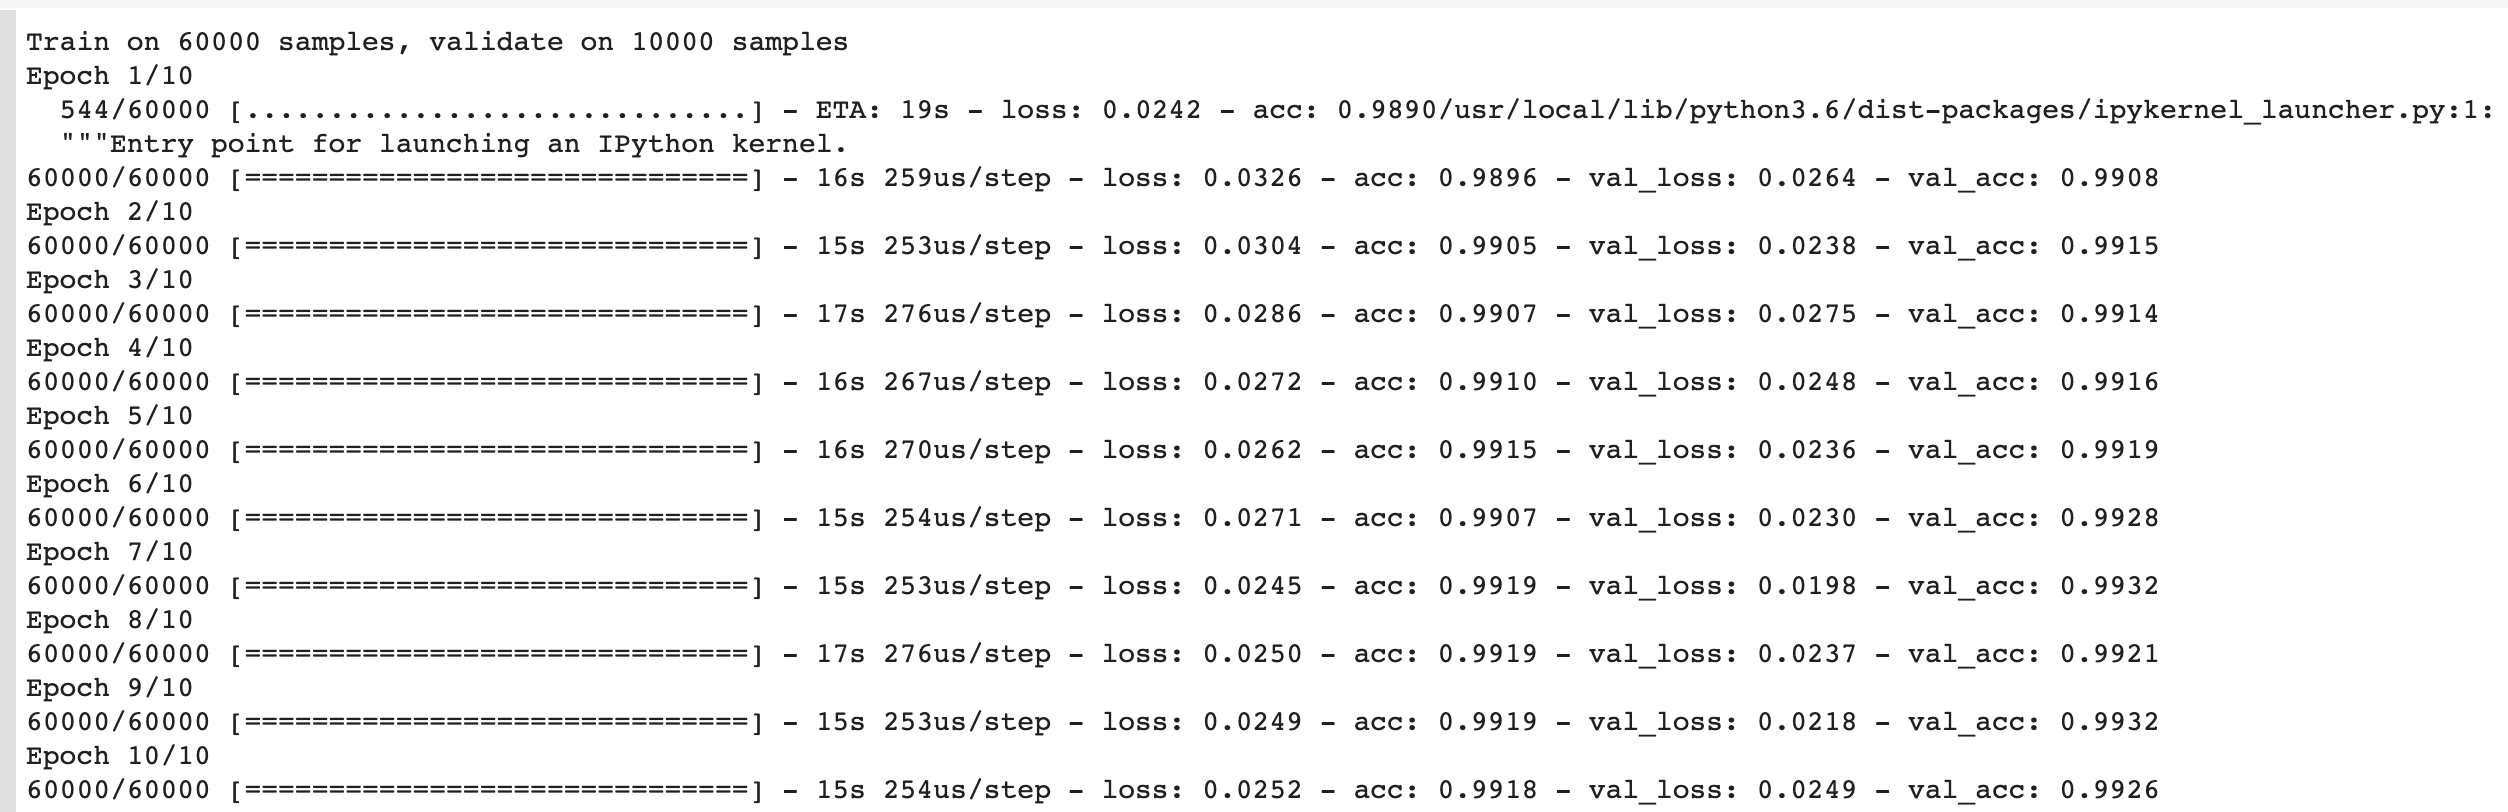 Train on 60000 samples, validate on 10000 samples
Epoch 1/10
  544/60000 [..............................] - ETA: 19s - loss: 0.0242 - acc: 0.9890/usr/local/lib/python3.6/dist-packages/ipykernel_launcher.py:1:
  """Entry point for launching an IPython kernel.
60000/60000 [==============================] - 16s 259us/step - loss: 0.0326 - acc: 0.9896 - val_loss: 0.0264 - val_acc: 0.9908
Epoch 2/10
60000/60000 [==============================] - 15s 253us/step - loss: 0.0304 - acc: 0.9905 - val_loss: 0.0238 - val_acc: 0.9915
Epoch 3/10
60000/60000 [==============================] - 17s 276us/step - loss: 0.0286 - acc: 0.9907 - val_loss: 0.0275 - val_acc: 0.9914
Epoch 4/10
60000/60000 [==============================] - 16s 267us/step - loss: 0.0272 - acc: 0.9910 - val_loss: 0.0248 - val_acc: 0.9916
Epoch 5/10
60000/60000 [==============================] - 16s 270us/step - loss: 0.0262 - acc: 0.9915 - val_loss: 0.0236 - val_acc: 0.9919
Epoch 6/10
60000/60000 [==============================] - 15s 254us/step - loss: 0.0271 - acc: 0.9907 - val_loss: 0.0230 - val_acc: 0.9928
Epoch 7/10
60000/60000 [==============================] - 15s 253us/step - loss: 0.0245 - acc: 0.9919 - val_loss: 0.0198 - val_acc: 0.9932
Epoch 8/10
60000/60000 [==============================] - 17s 276us/step - loss: 0.0250 - acc: 0.9919 - val_loss: 0.0237 - val_acc: 0.9921
Epoch 9/10
60000/60000 [==============================] - 15s 253us/step - loss: 0.0249 - acc: 0.9919 - val_loss: 0.0218 - val_acc: 0.9932
Epoch 10/10
60000/60000 [==============================] - 15s 254us/step - loss: 0.0252 - acc: 0.9918 - val_loss: 0.0249 - val_acc: 0.9926